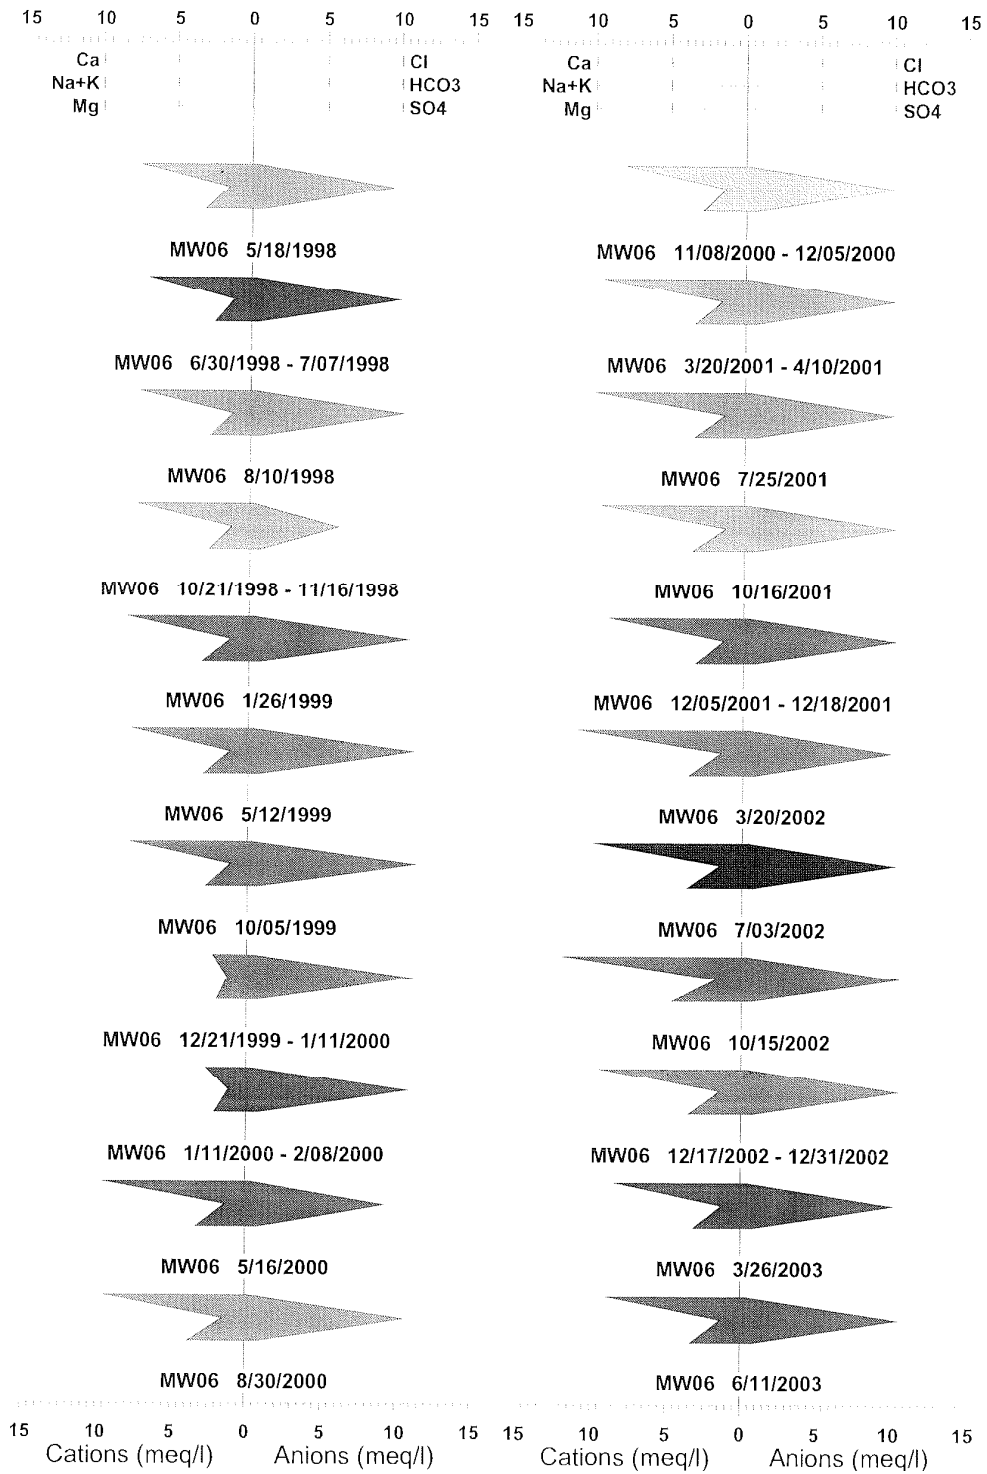 15 10 5 0 5 10 15
Ca Cl
Na+K HCO3
Mg SO4
MW06 5/18/1998
MW06 6/30/1998 - 7/07/1998
MW06 8/10/1998
MW06 10/21/1998 - 11/16/1998
MW06 1/26/1999
MW06 5/12/1999
MW06 10/05/1999
MW06 12/21/1999 - 1/11/2000
MW06 1/11/2000 - 2/08/2000
MW06 5/16/2000
MW06 8/30/2000
15 10 5 0 5 10 15
Cations (meq/l) Anions (meq/l)
15 10 5 0 5 10 15
Ca Cl
Na+K HCO3
Mg SO4
MW06 11/08/2000 - 12/05/2000
MW06 3/20/2001 - 4/10/2001
MW06 7/25/2001
MW06 10/16/2001
MW06 12/05/2001 - 12/18/2001
MW06 3/20/2002
MW06 7/03/2002
MW06 10/15/2002
MW06 12/17/2002 - 12/31/2002
MW06 3/26/2003
MW06 6/11/2003
15 10 5 0 5 10 15
Cations (meq/l) Anions (meq/l)